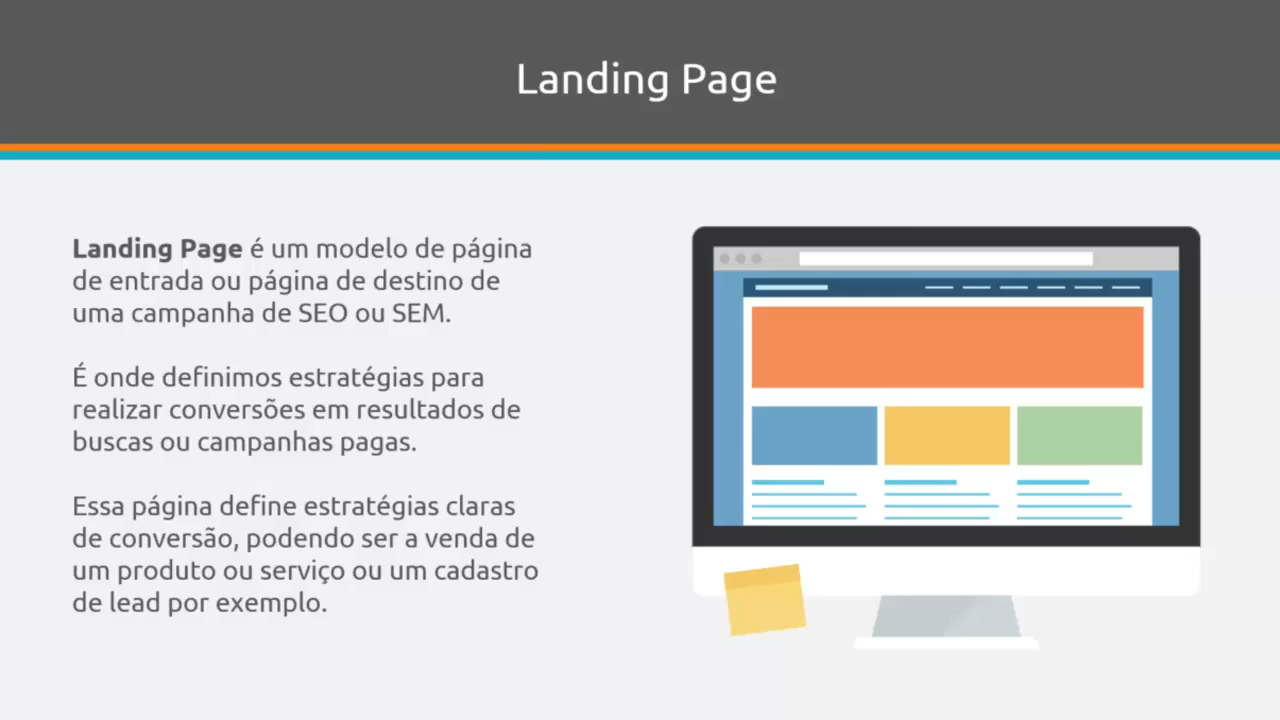 Landing Page
Landing Page é um modelo de página
de entrada ou página de destino de
uma campanha de SEO ou SEM.
É onde definimos estratégias para
realizar conversões em resultados de
buscas ou campanhas pagas.
Essa página define estratégias claras
de conversão, podendo ser a venda de
um produto ou serviço ou um cadastro
de lead por exemplo.